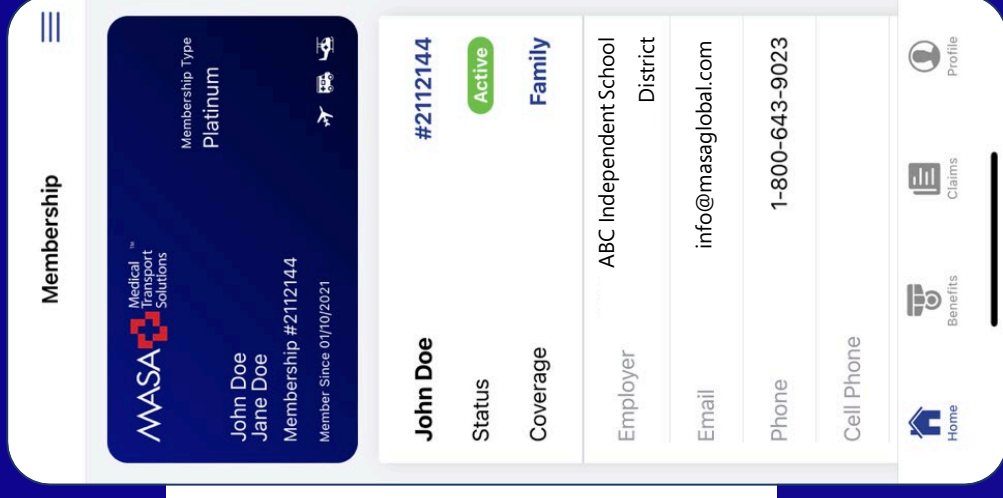 Membership
MASA
Medical ™
Transport
Solutions
Membership Type
Platinum
John Doe
Jane Doe
Membership #2112144
Member Since 01/10/2021
John Doe #2112144
Status Active
Coverage Family
Employer ABC Independent School
District
Email info@masaglobal.com
Phone 1-800-643-9023
Cell Phone
Home Benefits Claims Profile